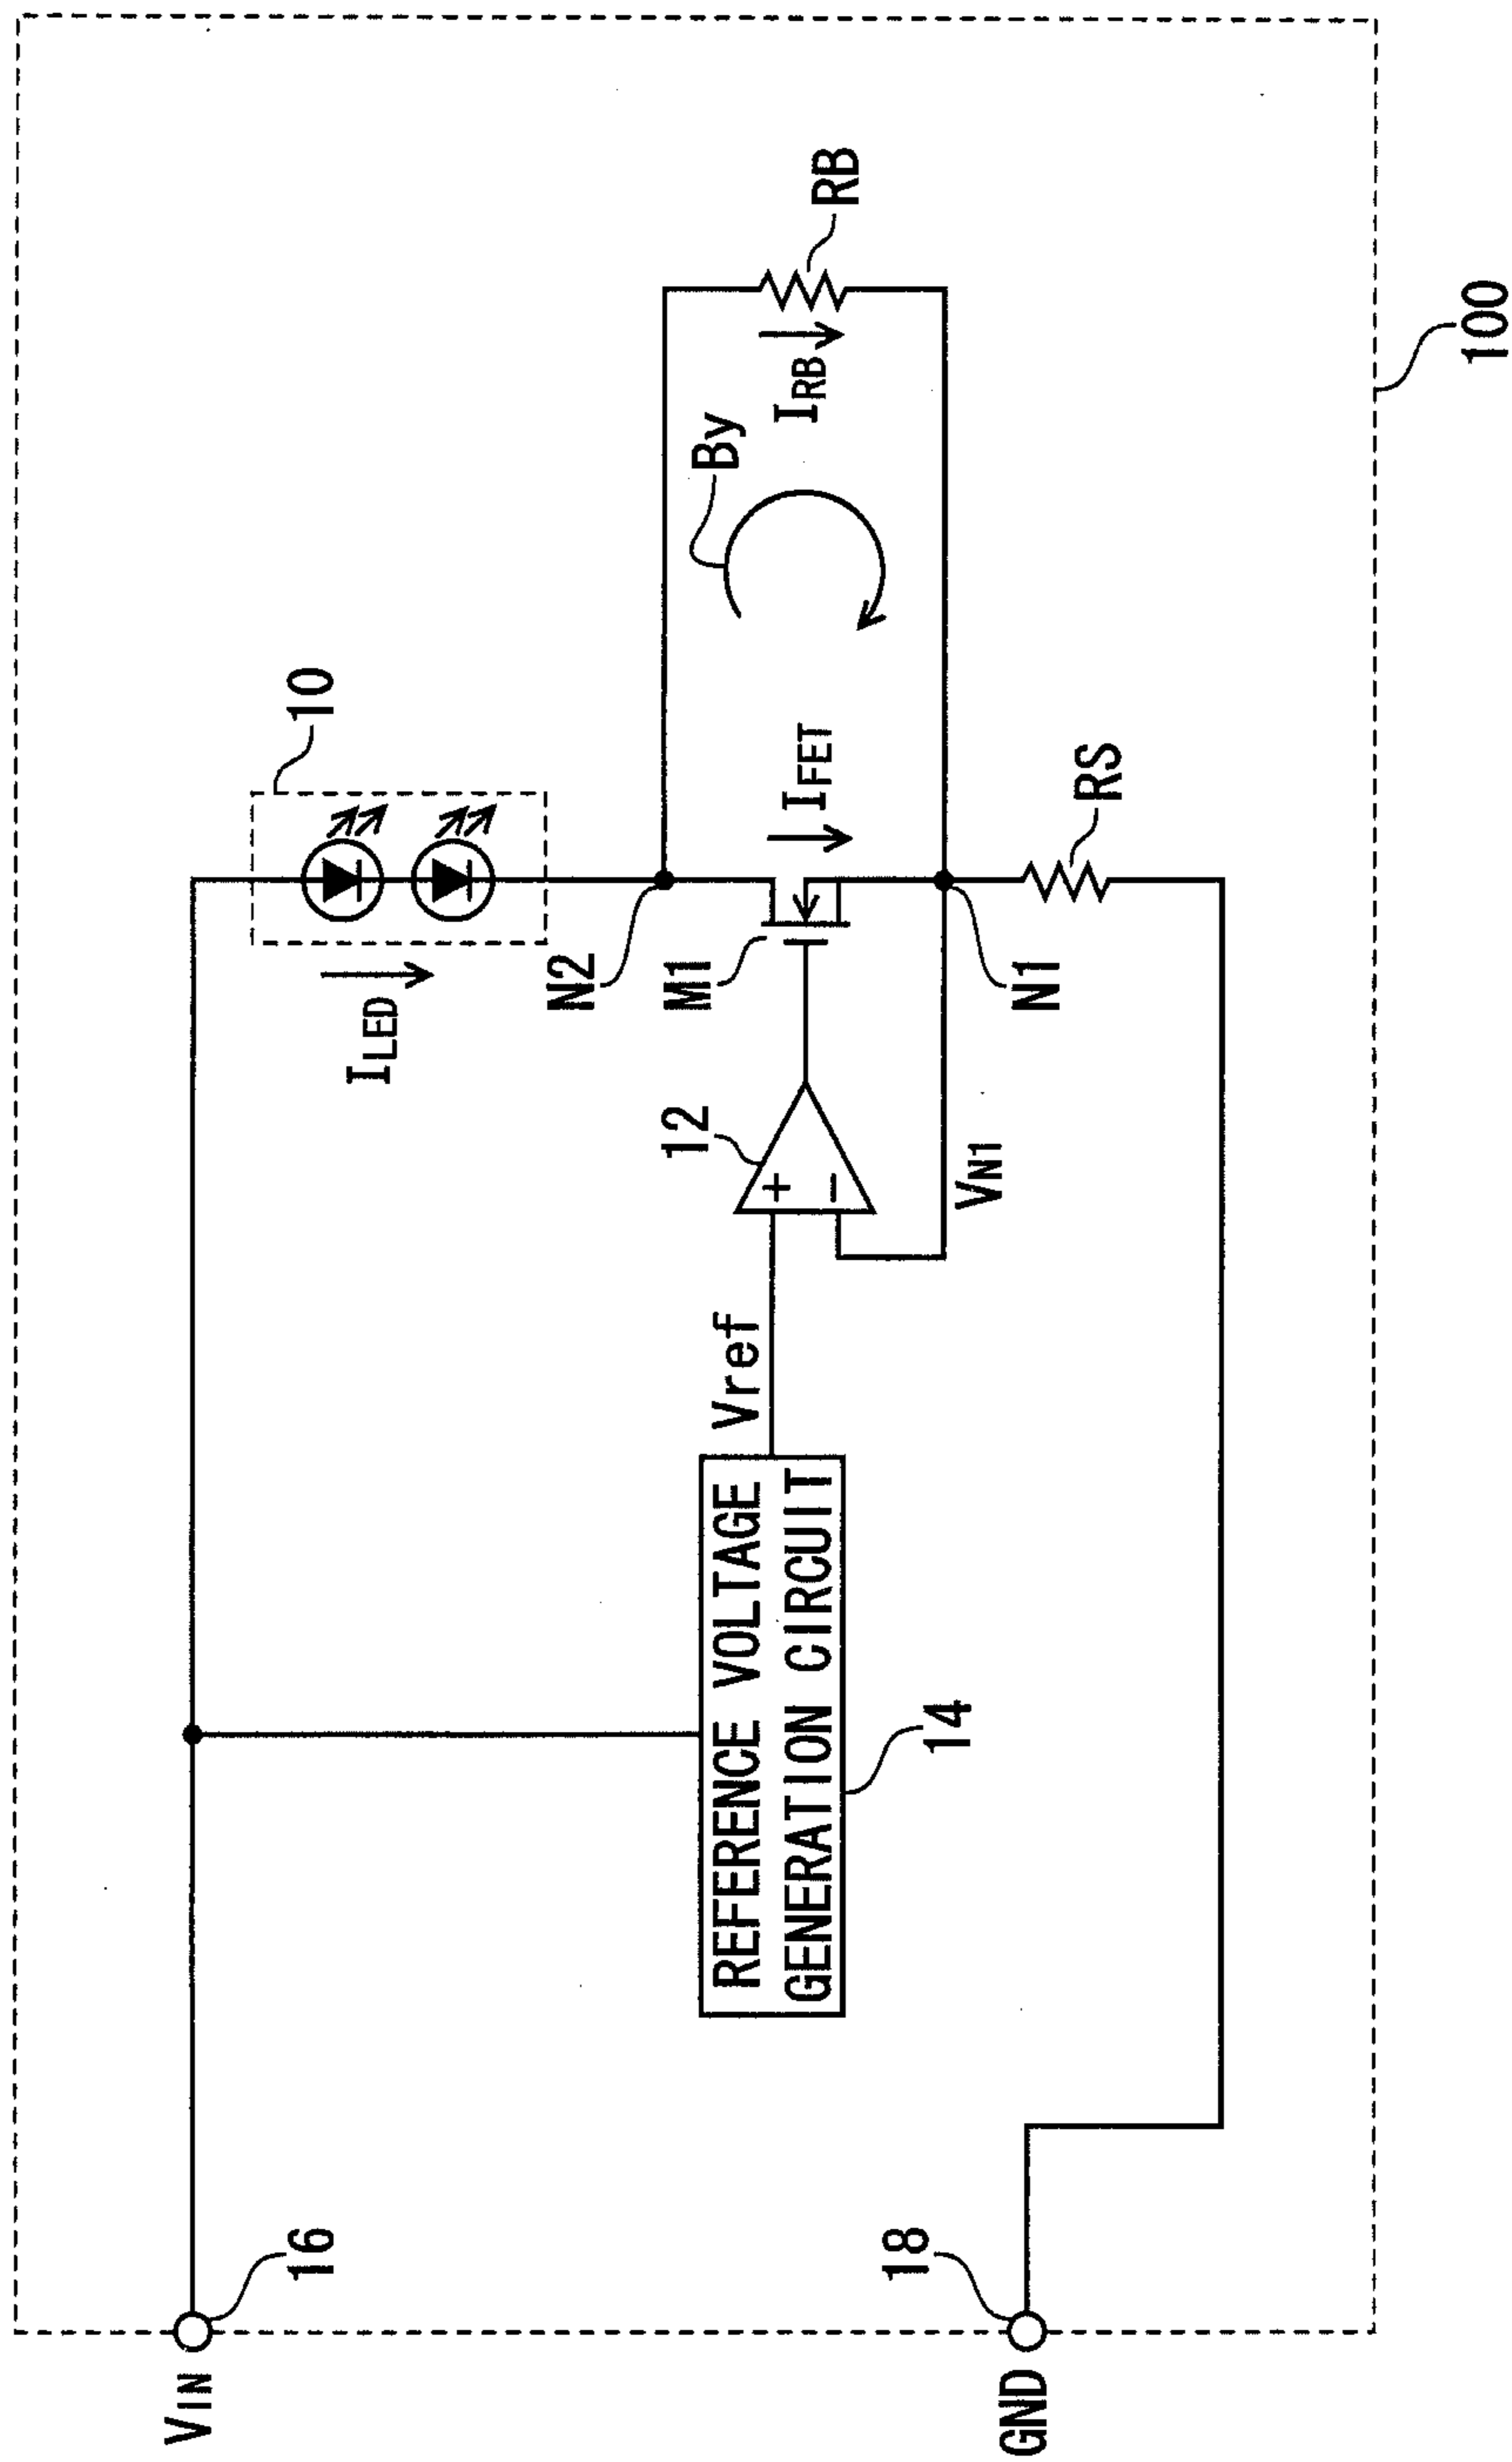 10
ILED
N2
12
M1
IFET
By
IRB
RB
Vref
REFERENCE VOLTAGE
GENERATION CIRCUIT
14
VN1
N1
RS
VIN
16
18
GND
100
+
−